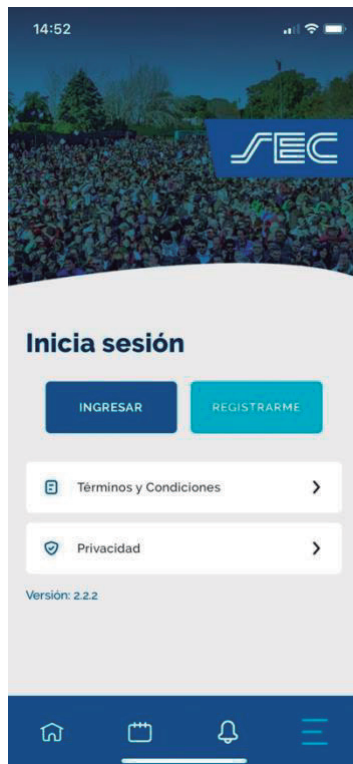 14:52
SEC
Inicia sesión
INGRESAR
REGISTRARME
Términos y Condiciones
Privacidad
Versión: 2.2.2